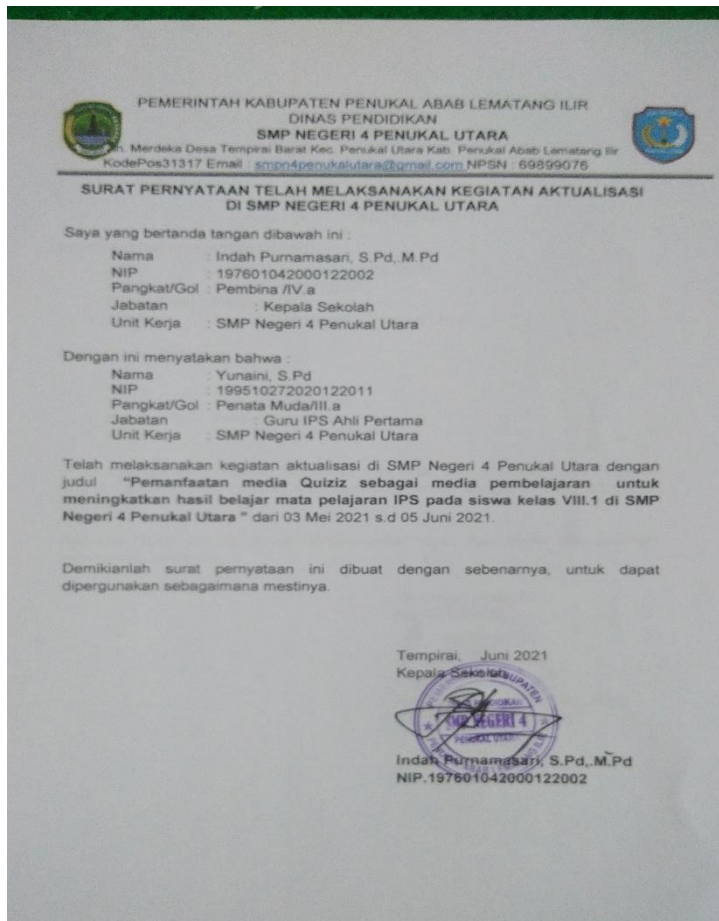 PEMERINTAH KABUPATEN PENUKAL ABAB LEMATANG ILIR
DINAS PENDIDIKAN
SMP NEGERI 4 PENUKAL UTARA
Jln. Merdeka Desa Tempirai Barat Kec. Penukal Utara Kab. Penukal Abab Lematang Ilir
KodePos31317 Email : smpn4penukalutara@gmail.com NPSN : 69899076
SURAT PERNYATAAN TELAH MELAKSANAKAN KEGIATAN AKTUALISASI
DI SMP NEGERI 4 PENUKAL UTARA
Saya yang bertanda tangan dibawah ini :
Nama : Indah Purnamasari, S.Pd,.M.Pd
NIP : 197601042000122002
Pangkat/Gol : Pembina /IV.a
Jabatan : Kepala Sekolah
Unit Kerja : SMP Negeri 4 Penukal Utara
Dengan ini menyatakan bahwa :
Nama : Yunaini, S.Pd
NIP : 199510272020122011
Pangkat/Gol : Penata Muda/III.a
Jabatan : Guru IPS Ahli Pertama
Unit Kerja : SMP Negeri 4 Penukal Utara
Telah melaksanakan kegiatan aktualisasi di SMP Negeri 4 Penukal Utara dengan
judul "Pemanfaatan media Quiziz sebagai media pembelajaran untuk
meningkatkan hasil belajar mata pelajaran IPS pada siswa kelas VIII.1 di SMP
Negeri 4 Penukal Utara " dari 03 Mei 2021 s.d 05 Juni 2021.
Demikianlah surat pernyataan ini dibuat dengan sebenarnya, untuk dapat
dipergunakan sebagaimana mestinya.
Tempirai, Juni 2021
Kepala Sekolah
SMP NEGERI 4
PENUKAL UTARA
Indah Purnamasari, S.Pd,.M.Pd
NIP.197601042000122002